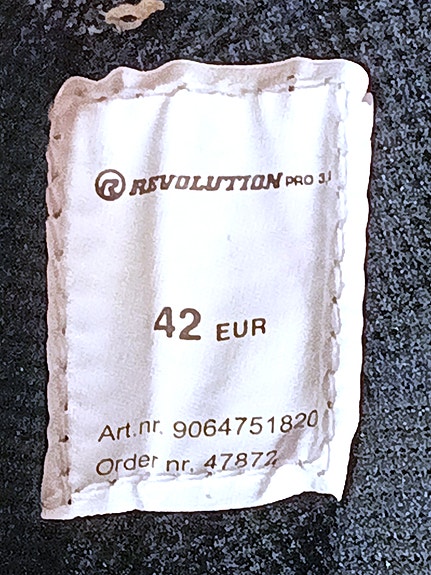 R REVOLUTION PRO 3.1
42 EUR
Art.nr. 9064751820
Order nr. 47872